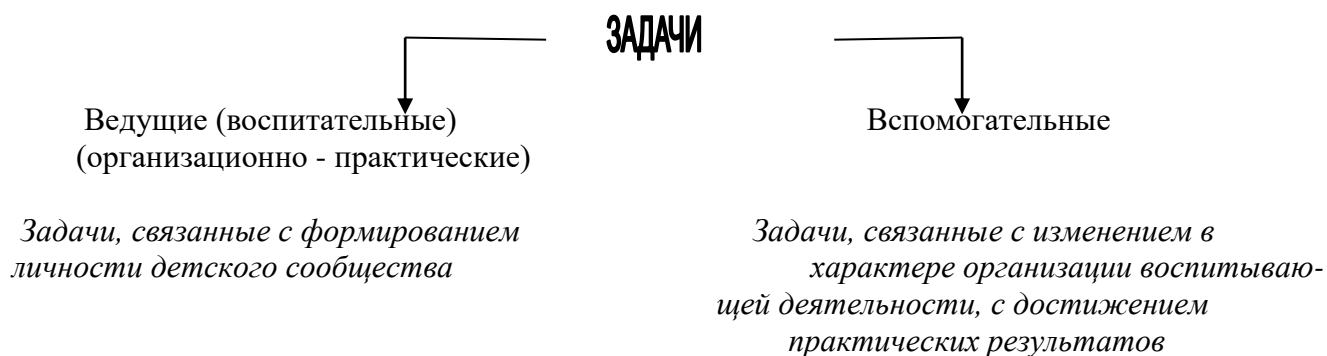 ЗАДАЧИ
Ведущие (воспитательные)
(организационно - практические)
Вспомогательные
Задачи, связанные с формированием
личности детского сообщества
Задачи, связанные с изменением в
характере организации воспитываю-
щей деятельности, с достижением
практических результатов